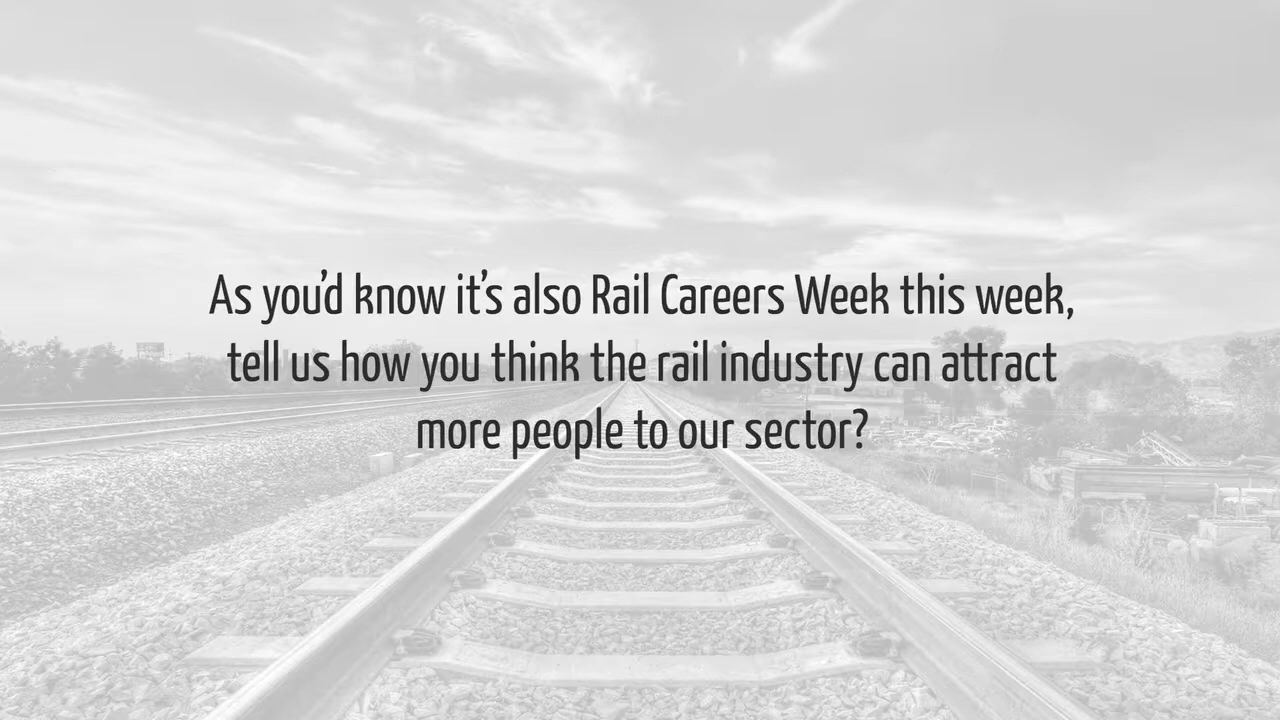 As you’d know it’s also Rail Careers Week this week,
tell us how you think the rail industry can attract
more people to our sector?